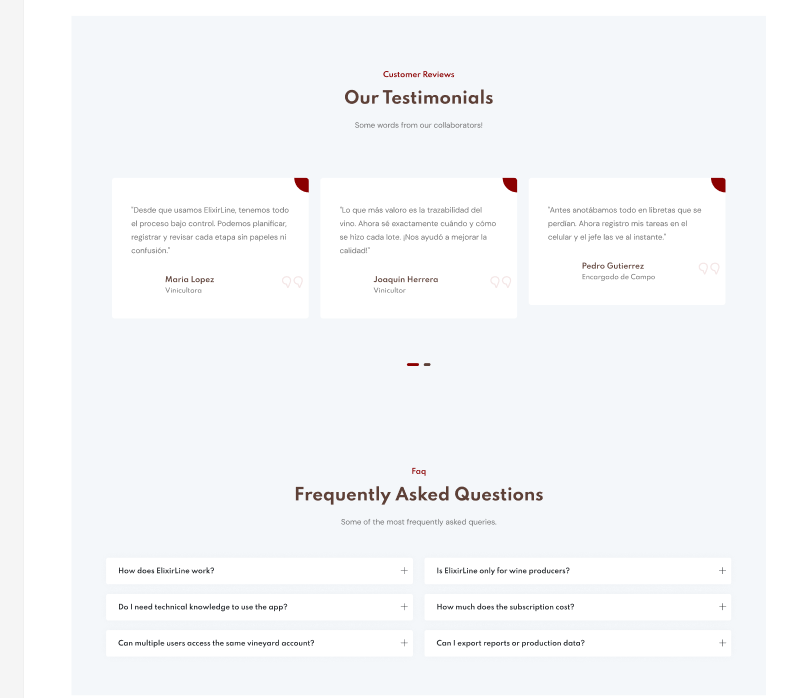 Customer Reviews
Our Testimonials
Some words from our collaborators!
"Desde que usamos ElixirLine, tenemos todo
el proceso bajo control. Podemos planificar,
registrar y revisar cada etapa sin papeles ni
confusión."
Maria Lopez
Vinicultora
"Lo que más valoro es la trazabilidad del
vino. Ahora sé exactamente cuándo y cómo
se hizo cada lote. ¡Nos ayudó a mejorar la
calidad!"
Joaquin Herrera
Vinicultor
"Antes anotábamos todo en libretas que se
perdían. Ahora registro mis tareas en el
celular y el jefe las ve al instante."
Pedro Gutierrez
Encargado de Campo
Faq
Frequently Asked Questions
Some of the most frequently asked queries.
How does ElixirLine work?
Is ElixirLine only for wine producers?
Do I need technical knowledge to use the app?
How much does the subscription cost?
Can multiple users access the same vineyard account?
Can I export reports or production data?